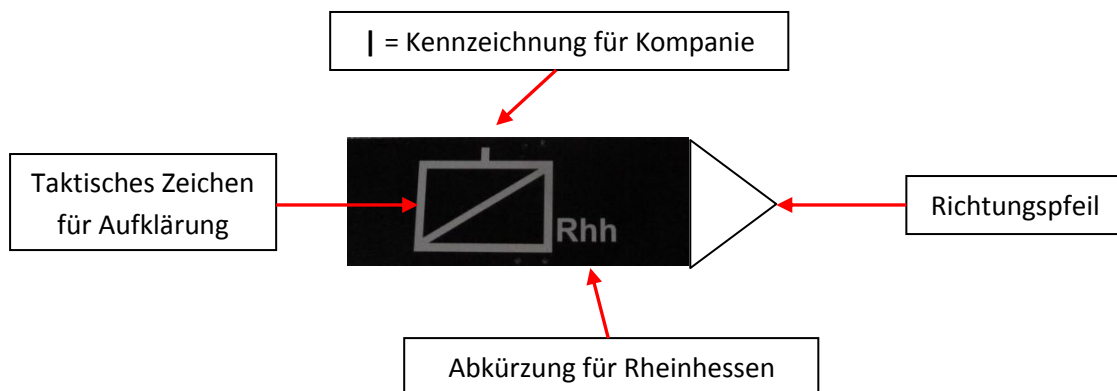 | = Kennzeichnung für Kompanie
Taktisches Zeichen
für Aufklärung
Rhh
Richtungspfeil
Abkürzung für Rheinhessen